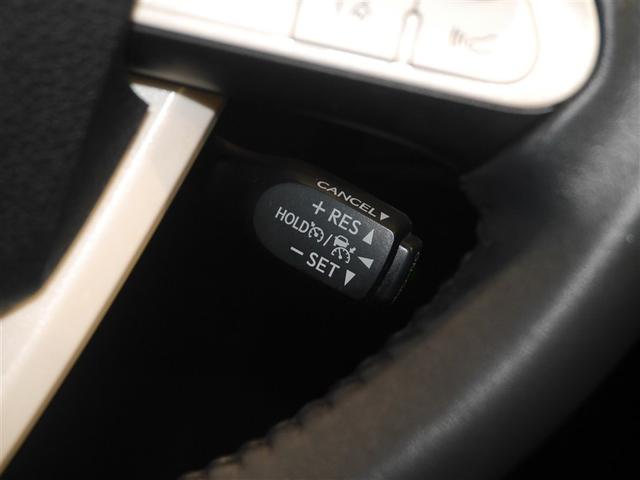 CANCEL
+ RES
HOLD /
- SET